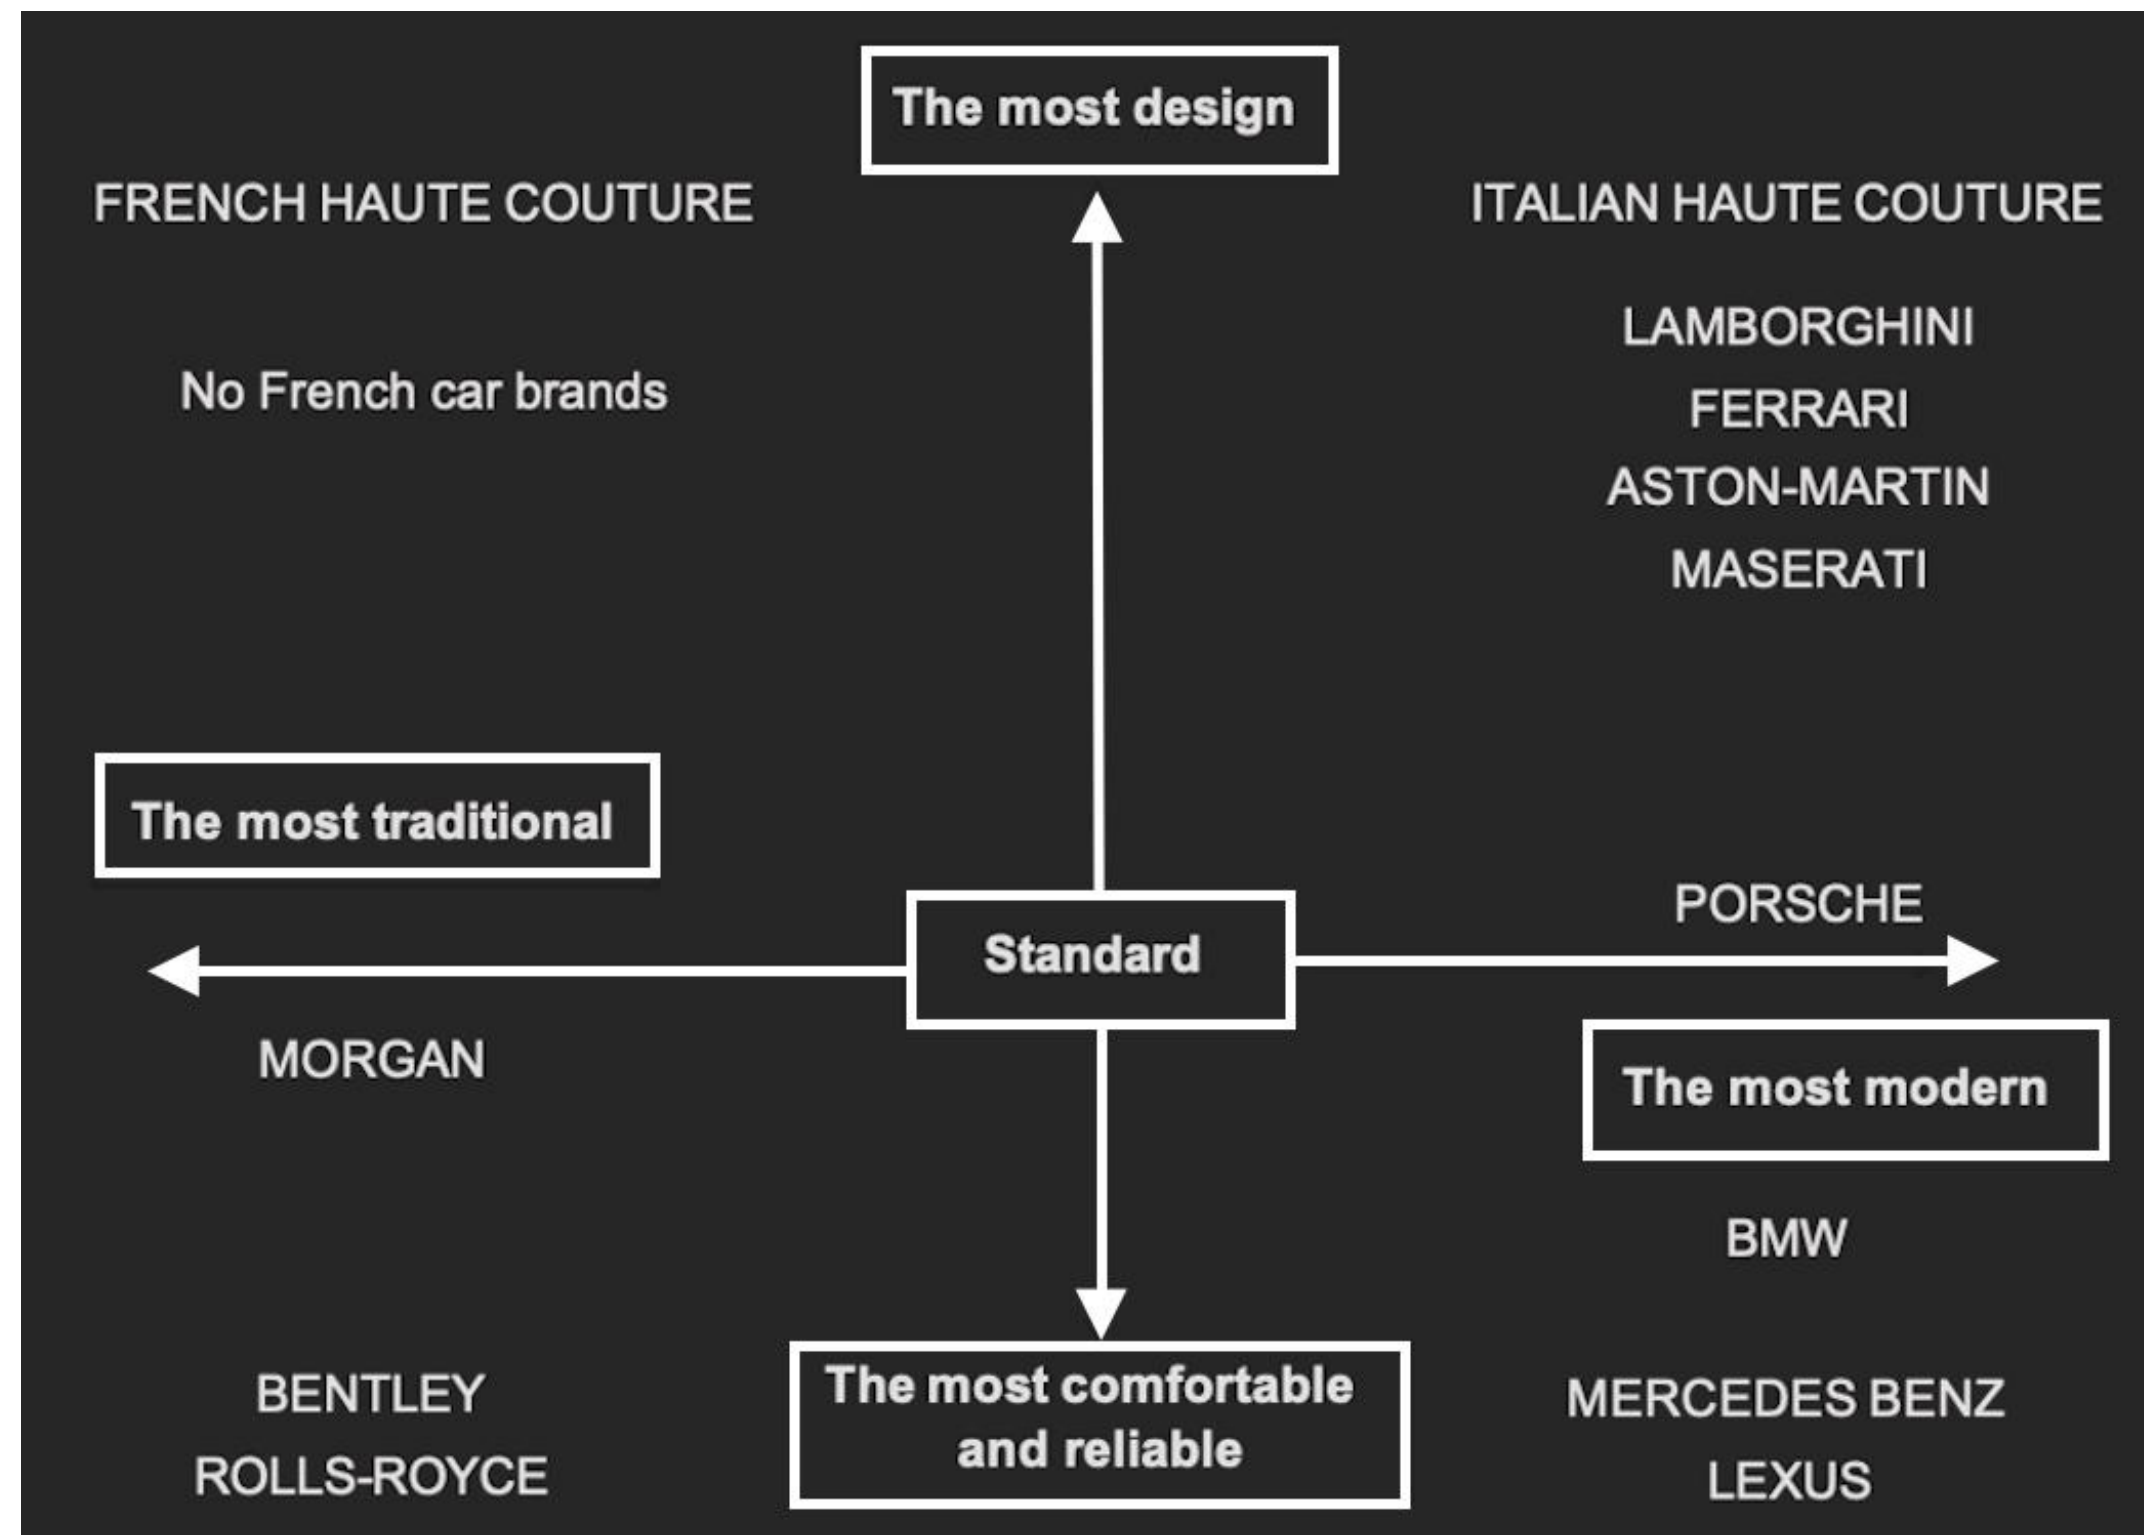 The most design
FRENCH HAUTE COUTURE
ITALIAN HAUTE COUTURE
LAMBORGHINI
No French car brands
FERRARI
ASTON-MARTIN
MASERATI
The most traditional
PORSCHE
Standard
MORGAN
The most modern
BMW
BENTLEY
ROLLS-ROYCE
The most comfortable
and reliable
MERCEDES BENZ
LEXUS